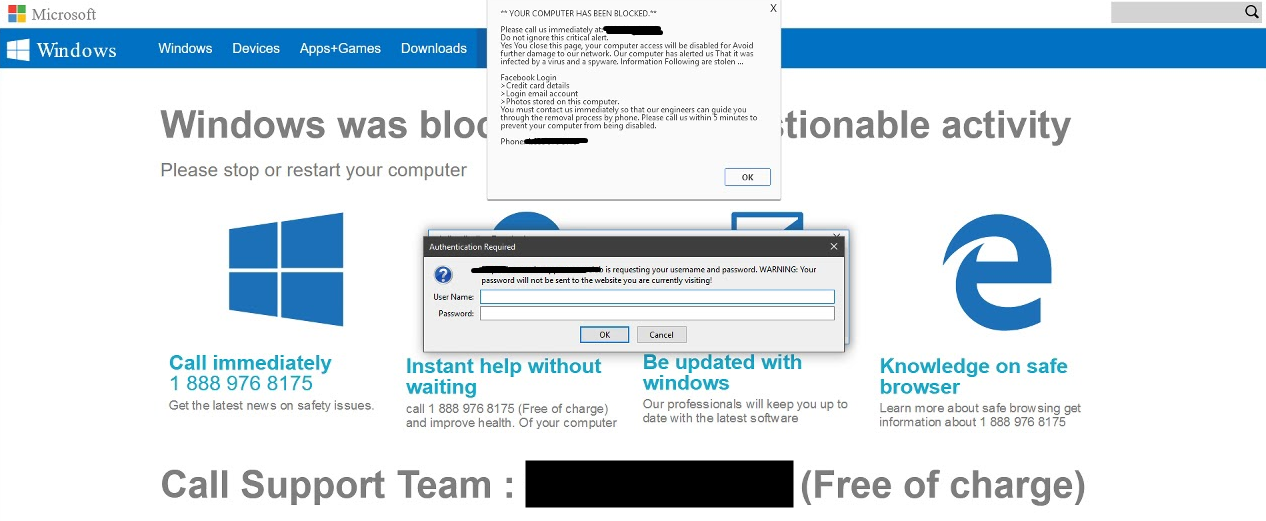 Microsoft
Windows
Windows
Devices
Apps+Games
Downloads
** YOUR COMPUTER HAS BEEN BLOCKED.**
X
Please call us immediately at:
Do not ignore this critical alert.
Yes You close this page, your computer access will be disabled for Avoid
further damage to our network. Our computer has alerted us That it was
infected by a virus and a spyware. Information Following are stolen ...
Facebook Login
>Credit card details
>Login email account
>Photos stored on this computer.
You must contact us immediately so that our engineers can guide you
through the removal process by phone. Please call us within 5 minutes to
prevent your computer from being disabled.
Phone:
OK
Windows was bloc
stionable activity
Please stop or restart your computer
Authentication Required
is requesting your username and password. WARNING: Your
password will not be sent to the website you are currently visiting!
User Name:
Password:
OK
Cancel
Call immediately
1 888 976 8175
Get the latest news on safety issues.
Instant help without
waiting
call 1 888 976 8175 (Free of charge)
and improve health. Of your computer
Be updated with
windows
Our professionals will keep you up to
date with the latest software
Knowledge on safe
browser
Learn more about safe browsing get
information about 1 888 976 8175
Call Support Team :
(Free of charge)